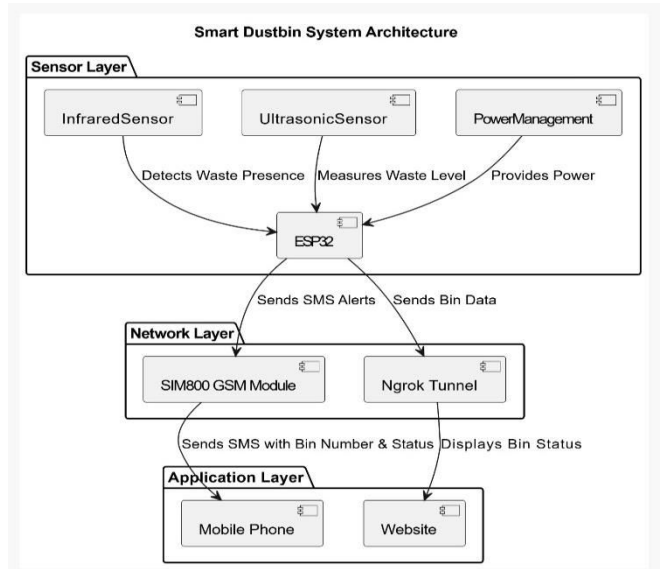 Smart Dustbin System Architecture
Sensor Layer
InfraredSensor
UltrasonicSensor
PowerManagement
Detects Waste Presence
Measures Waste Level
Provides Power
ESP32
Sends SMS Alerts
Sends Bin Data
Network Layer
SIM800 GSM Module
Ngrok Tunnel
Sends SMS with Bin Number & Status
Displays Bin Status
Application Layer
Mobile Phone
Website